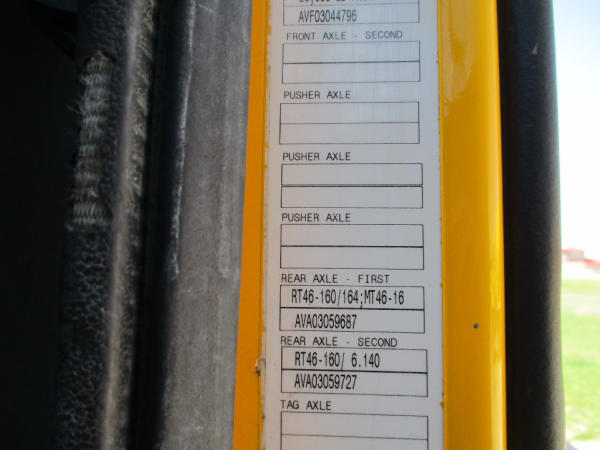 AVF03044796
FRONT AXLE - SECOND
PUSHER AXLE
PUSHER AXLE
PUSHER AXLE
REAR AXLE - FIRST
RT46-160/164;MT46-16
AVA03059687
REAR AXLE - SECOND
RT46-160/ 6.140
AVA03059727
TAG AXLE